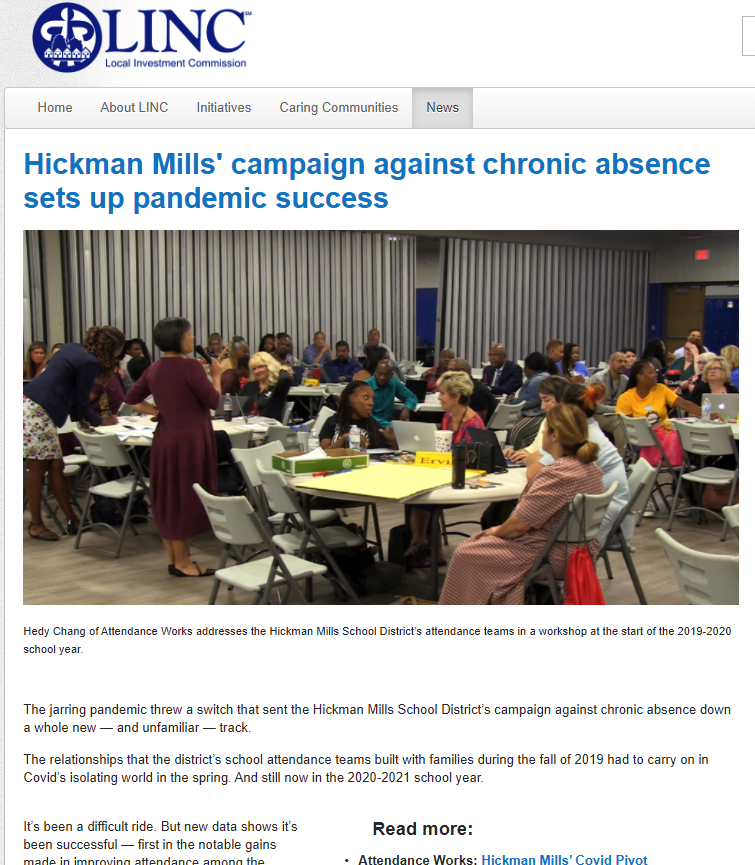 LINC℠
Local Investment Commission
Home About LINC Initiatives Caring Communities News
Hickman Mills' campaign against chronic absence
sets up pandemic success
Ervin
Hedy Chang of Attendance Works addresses the Hickman Mills School District's attendance teams in a workshop at the start of the 2019-2020
school year.
The jarring pandemic threw a switch that sent the Hickman Mills School District's campaign against chronic absence down
a whole new — and unfamiliar — track.
The relationships that the district's school attendance teams built with families during the fall of 2019 had to carry on in
Covid's isolating world in the spring. And still now in the 2020-2021 school year.
It's been a difficult ride. But new data shows it's
been successful — first in the notable gains
made in improving attendance among the
Read more:
• Attendance Works: Hickman Mills' Covid Pivot